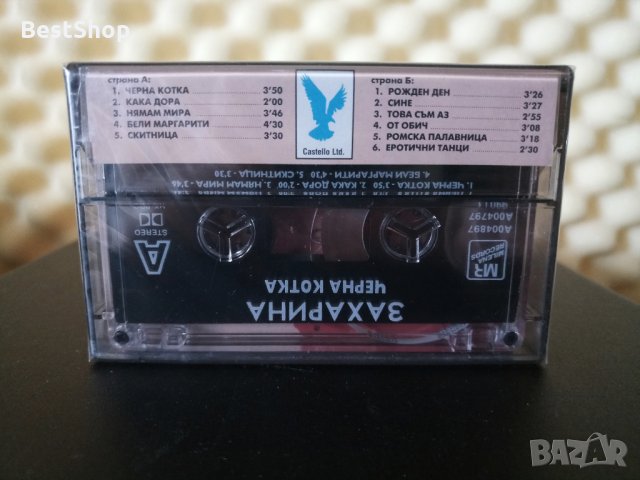 BestShop
страна А:
1. ЧЕРНА КОТКА 3'50
2. КАКА ДОРА 2'00
3. НЯМАМ МИРА 3'46
4. БЕЛИ МАРГАРИТИ 4'30
5. СКИТНИЦА 3'30
Castello Ltd.
страна Б:
1. РОЖДЕН ДЕН 3'26
2. СИНЕ 3'27
3. ТОВА СЪМ АЗ 2'55
4. ОТ ОБИЧ 3'08
5. РОМСКА ПАЛАВНИЦА 3'18
6. ЕРОТИЧНИ ТАНЦИ 2'30
4. БЕЛИ МАРГАРИТИ - 4'30 5. СКИТНИЦА - 3'30
1. ЧЕРНА КОТКА - 3'50 2. КАКА ДОРА - 2'00 3. НЯМАМ МИРА - 3'46
A004797
A004897
STEREO
A
MR
MILENA RECORDS
ЗАХАРИНА
ЧЕРНА КОТКА
BAZAR